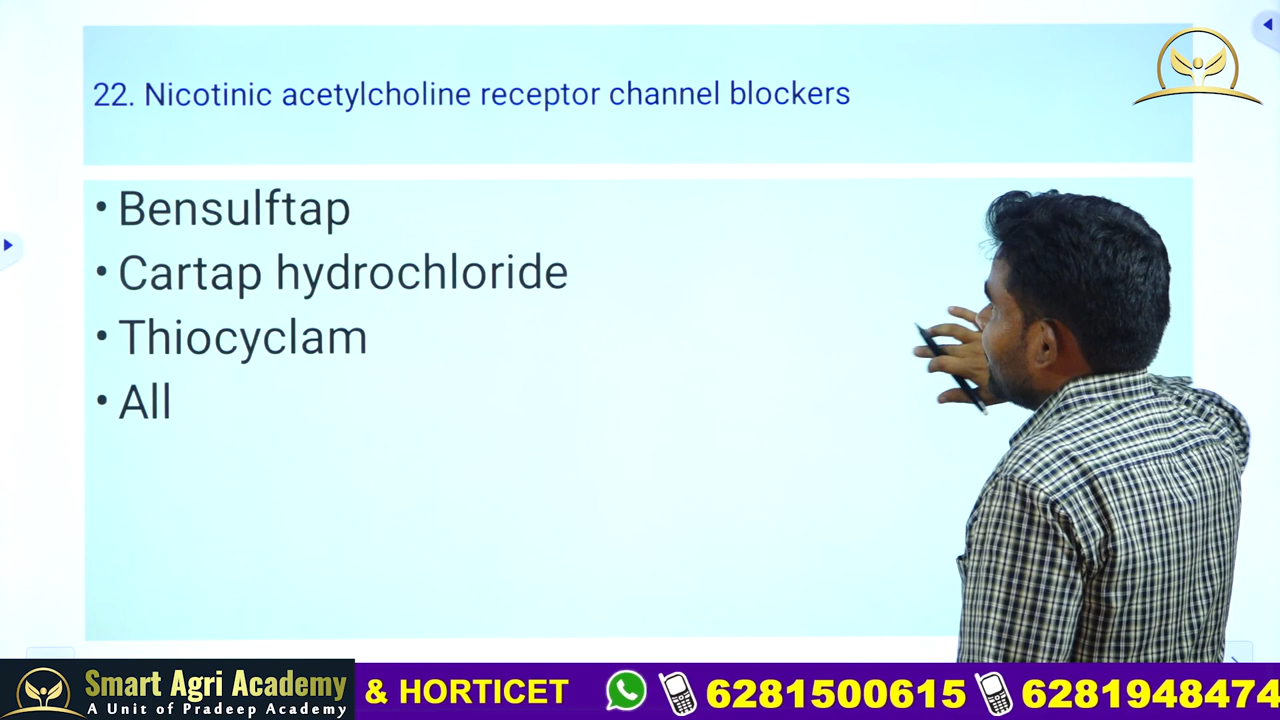 22. Nicotinic acetylcholine receptor channel blockers
• Bensulftap
• Cartap hydrochloride
• Thiocyclam
• All
Smart Agri Academy
A Unit of Pradeep Academy
& HORTICET
6281500615
6281948474